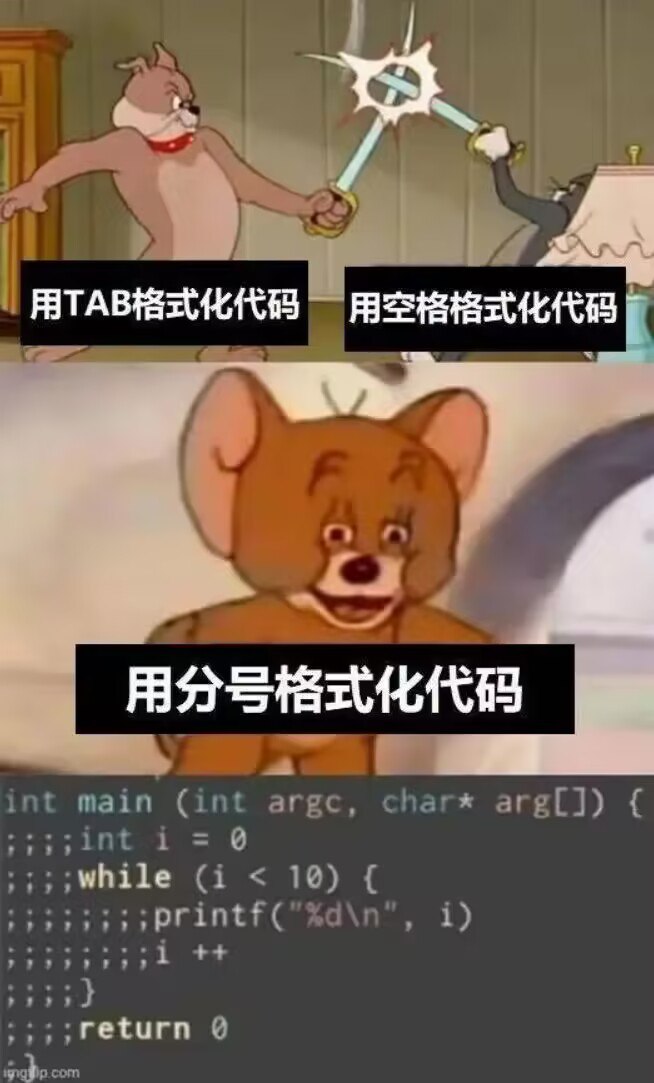 用TAB格式化代码
用空格格式化代码
用分号格式化代码
int main (int argc, char* arg[]) {
;;;;int i = 0
;;;;while (i < 10) {
;;;;;;;;printf("%d\n", i)
;;;;;;;;i ++
;;;;}
;;;;return 0
;}
imgflip.com